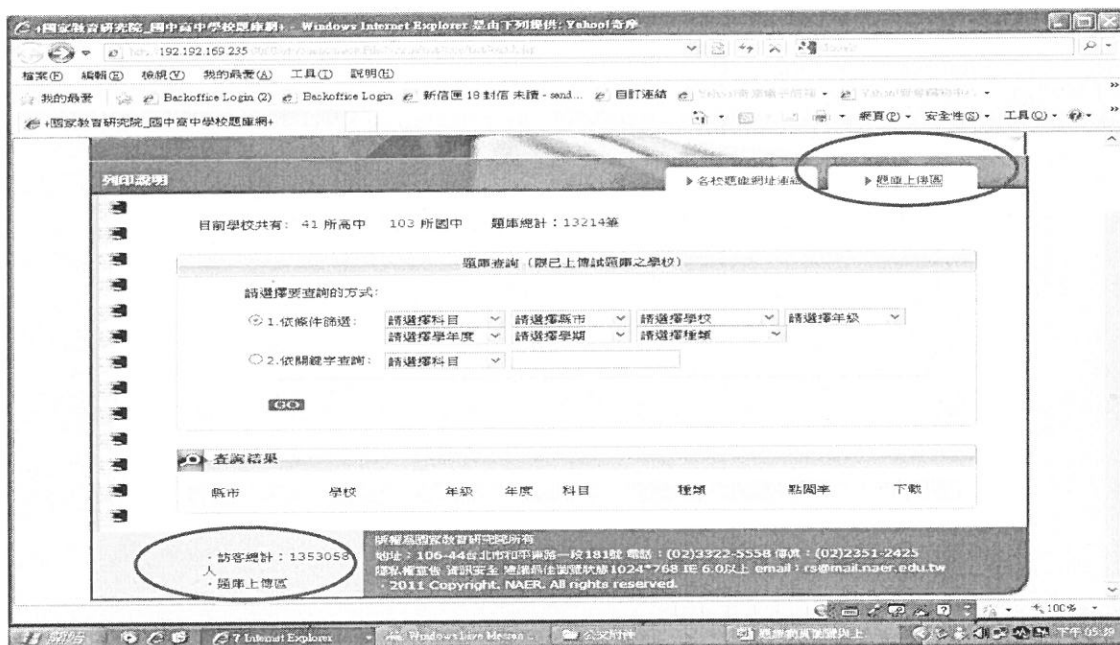 +國家教育研究院_國中高中學校題庫網+ - Windows Internet Explorer 是由下列提供: Yahoo!奇摩
192.192.169.235
檔案(F) 編輯(E) 檢視(V) 我的最愛(A) 工具(T) 說明(H)
我的最愛 Backoffice Login (2) Backoffice Login 新信匣 18 封信 未讀 - send... 自訂連結
+國家教育研究院_國中高中學校題庫網+ 網頁(P) 安全性(S) 工具(O)
列印說明 各校題庫網址連結 題庫上傳區
目前學校共有: 41 所高中 103 所國中 題庫總計:13214筆
題庫查詢 (限已上傳試題庫之學校)
請選擇要查詢的方式:
1.依條件篩選: 請選擇科目 請選擇縣市 請選擇學校 請選擇年級
請選擇學年度 請選擇學期 請選擇種類
2.依關鍵字查詢: 請選擇科目
GO
查詢結果
縣市 學校 年級 年度 科目 種類 點閱率 下載
版權為國家教育研究院所有
·訪客總計:1353058
人
地址:106-44台北市和平東路一段181號 電話:(02)3322-5558 傳真:(02)2351-2425
隱私權宣告 資訊安全 建議最佳瀏覽狀態1024*768 IE 6.0以上 email:rs@mail.naer.edu.tw
·題庫上傳區
· 2011 Copyright. NAER. All rights reserved.
100%
開始 7 Internet Explorer Windows Live Messen... 公文附件 題庫網頁瀏覽與上 下午 05:39